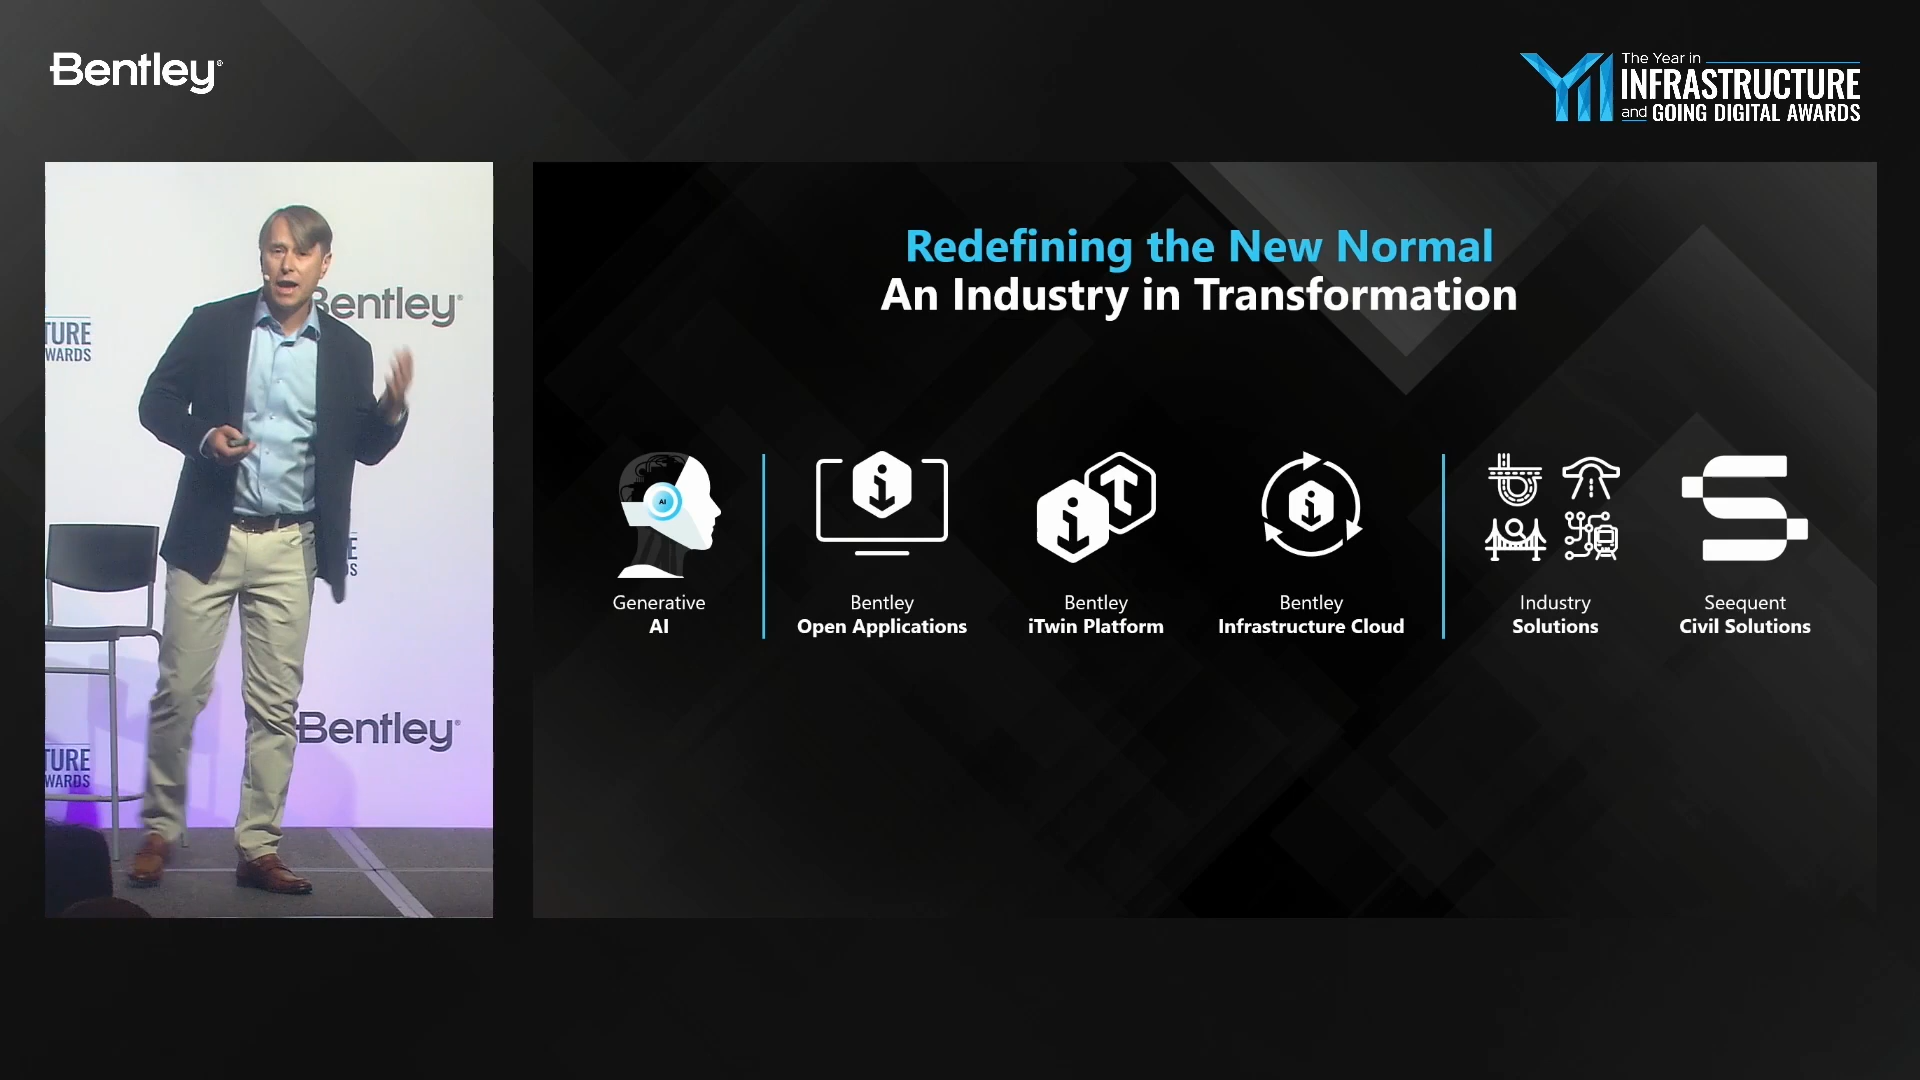 Bentley®
The Year in
INFRASTRUCTURE
and GOING DIGITAL AWARDS
Bentley®
TURE
WARDS
E
S
Bentley®
TURE
WARDS
Redefining the New Normal
An Industry in Transformation
AI
Generative
AI
Bentley
Open Applications
Bentley
iTwin Platform
Bentley
Infrastructure Cloud
Industry
Solutions
Seequent
Civil Solutions